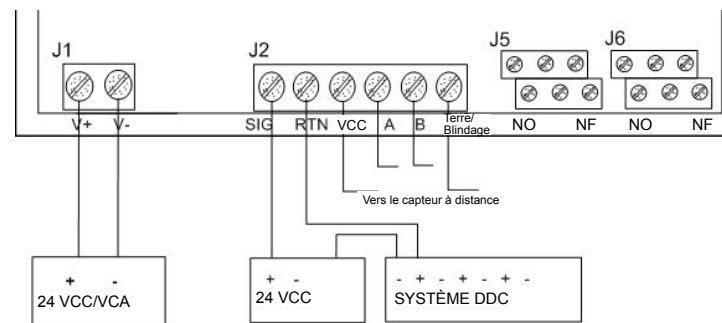 J1
J2
J5
J6
V+ V-
SIG RTN VCC A B Terre/
Blindage
NO NF NO NF
Vers le capteur à distance
+ -
24 VCC/VCA
+ -
24 VCC
- + - + - + -
SYSTÈME DDC